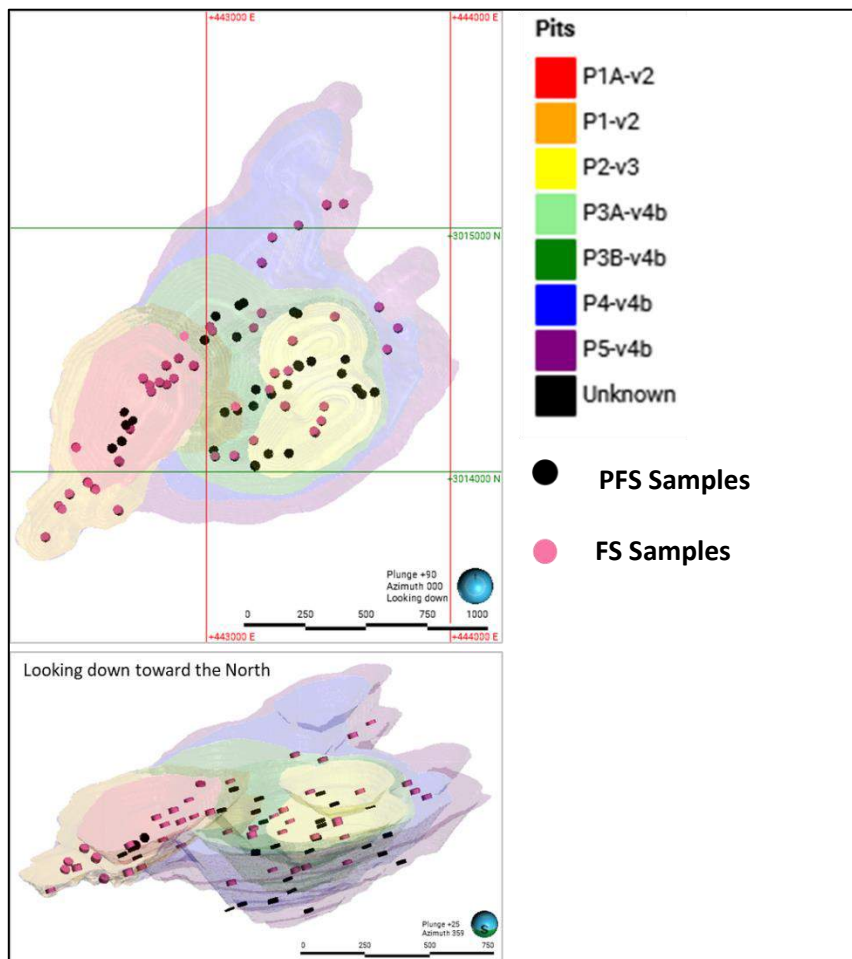 +443000 E
+444000 E
+3015000 N
+3014000 N
Plunge +90
Azimuth 000
Looking down
0 250 500 750 1000
+443000 E
+444000 E
Pits
P1A-v2
P1-v2
P2-v3
P3A-v4b
P3B-v4b
P4-v4b
P5-v4b
Unknown
PFS Samples
FS Samples
Looking down toward the North
Plunge +25
Azimuth 359
S
0 250 500 750